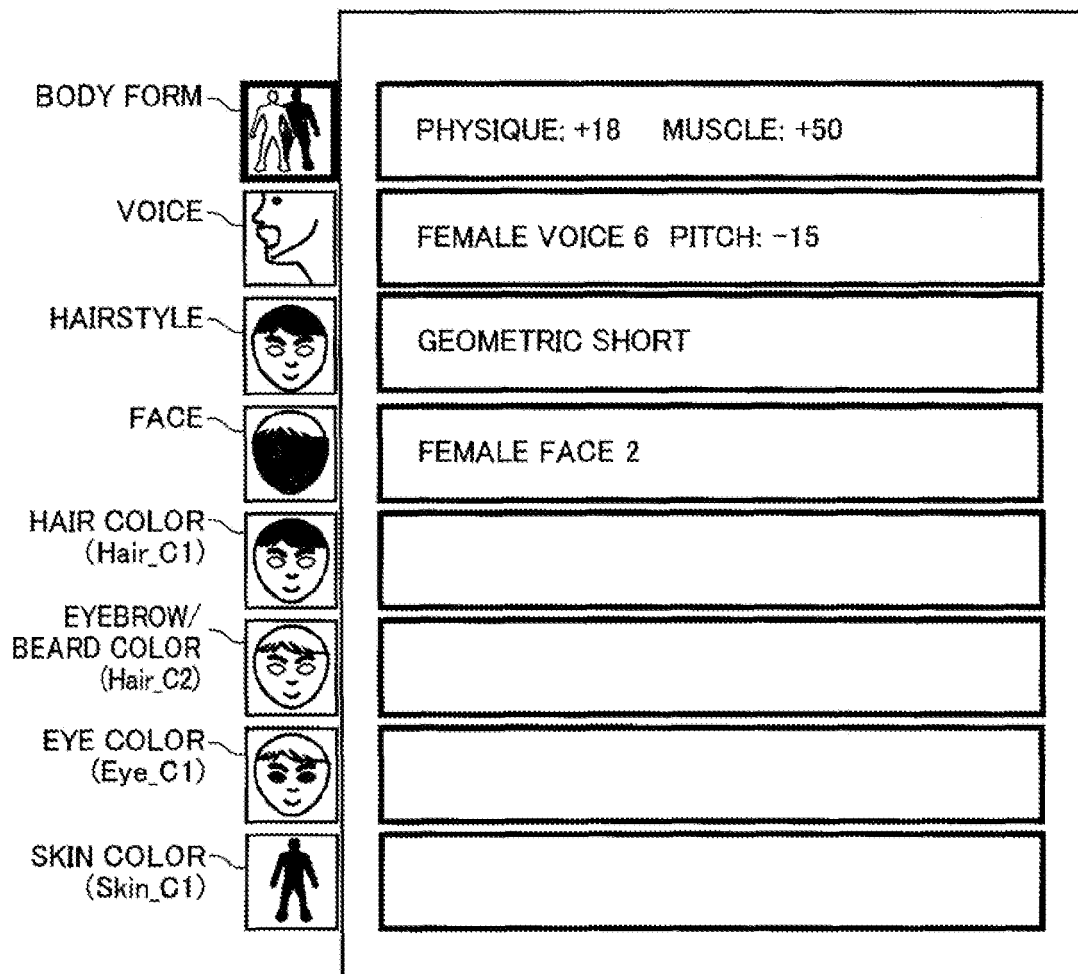 BODY FORM
PHYSIQUE: +18 MUSCLE: +50
VOICE
FEMALE VOICE 6 PITCH: -15
HAIRSTYLE
GEOMETRIC SHORT
FACE
FEMALE FACE 2
HAIR COLOR
(Hair_C1)
EYEBROW/
BEARD COLOR
(Hair_C2)
EYE COLOR
(Eye_C1)
SKIN COLOR
(Skin_C1)